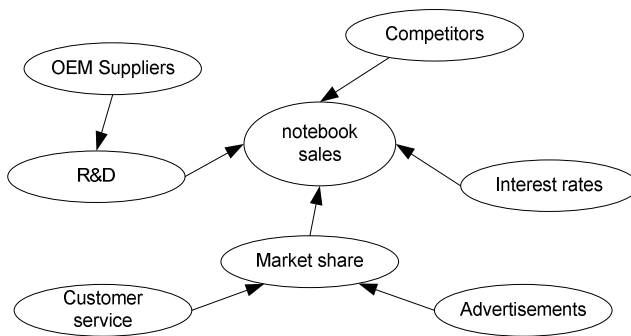 Competitors
OEM Suppliers
notebook
sales
R&D
Interest rates
Market share
Customer
service
Advertisements